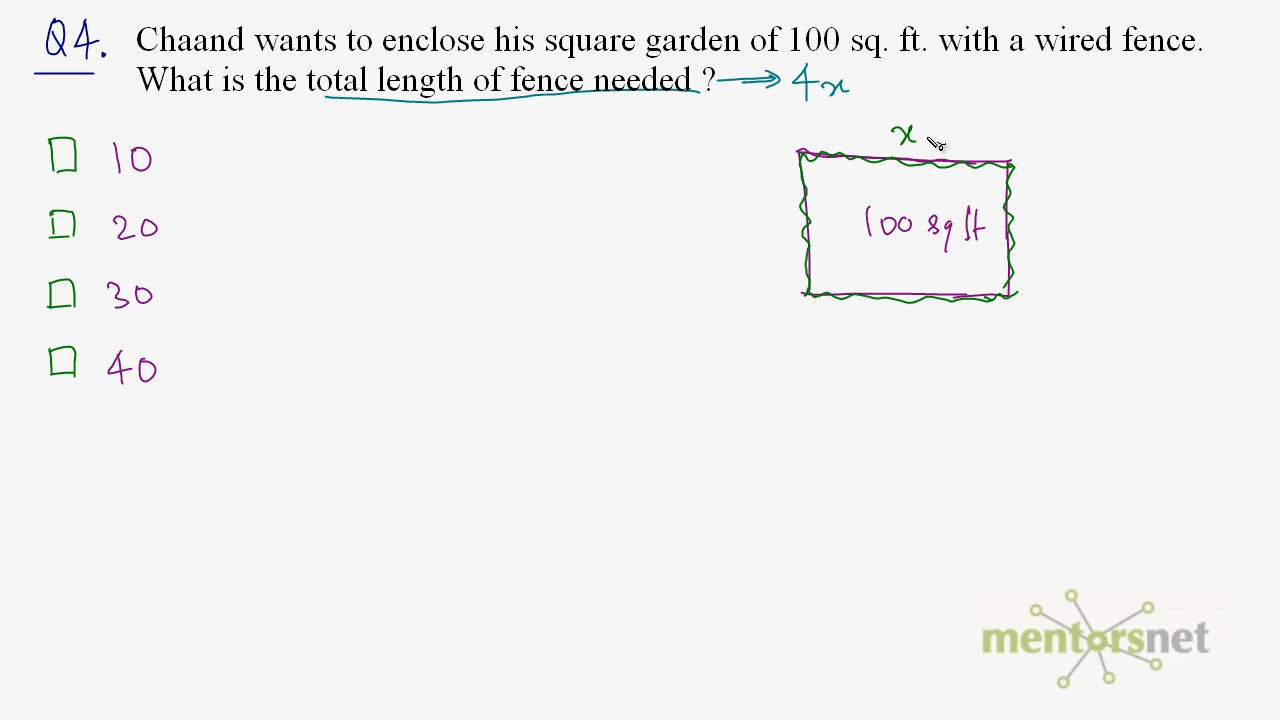 Q4. Chaand wants to enclose his square garden of 100 sq. ft. with a wired fence.
What is the total length of fence needed ? ⟶ 4x
x
100 sq ft
10
20
30
40
mentorsnet